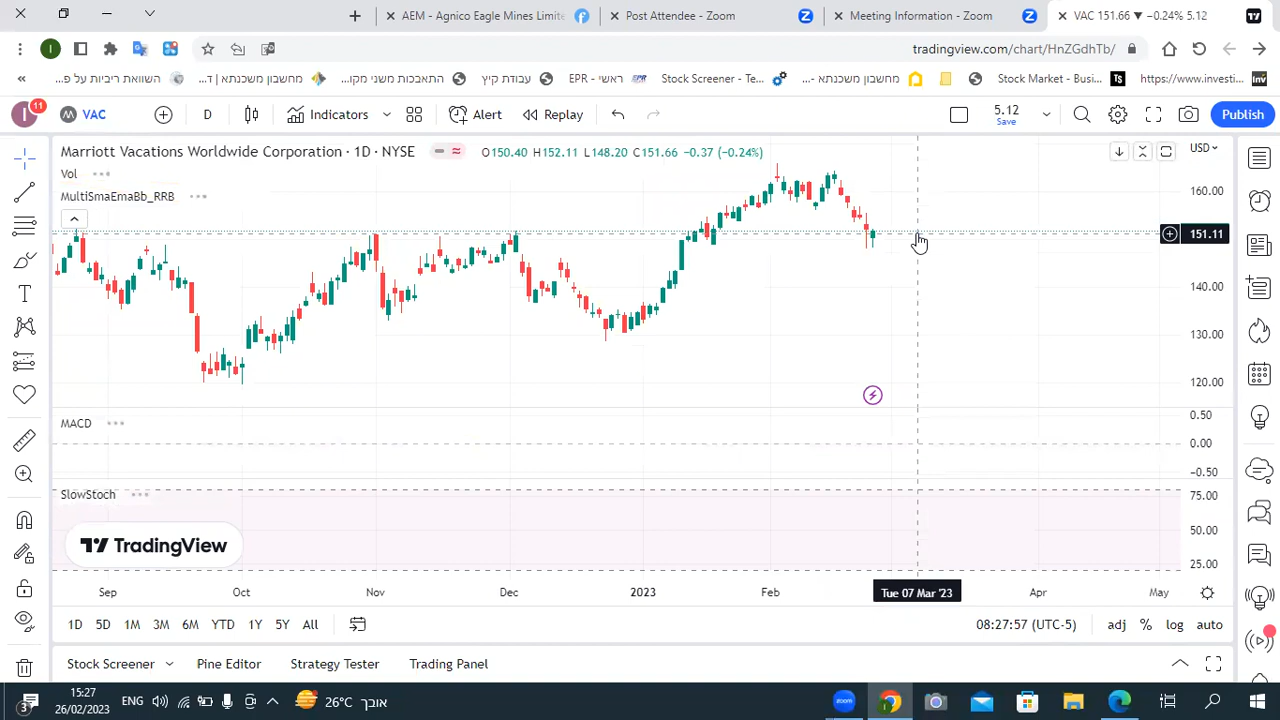 AEM - Agnico Eagle Mines Limite
Post Attendee - Zoom
Meeting Information - Zoom
VAC 151.66 ▼ −0.24% 5.12
I
tradingview.com/chart/HnZGdhTb/
השוואת ריביות על פ...
מחשבון משכנתא | ד...
התאבכות משני מקו...
עבודת קיץ
EPR - ראשי
Stock Screener - Te...
מחשבון משכנתא - ...
Stock Market - Busi...
https://www.investi...
I 11 VAC D Indicators Alert Replay 5.12 Save Publish
Marriott Vacations Worldwide Corporation · 1D · NYSE O150.40 H152.11 L148.20 C151.66 −0.37 (−0.24%) USD
Vol
MultiSmaEmaBb_RRB
160.00
151.11
140.00
130.00
120.00
MACD
0.50
0.00
−0.50
SlowStoch
75.00
50.00
25.00
TradingView
Sep Oct Nov Dec 2023 Feb Tue 07 Mar '23 Apr May
1D 5D 1M 3M 6M YTD 1Y 5Y All 08:27:57 (UTC-5) adj % log auto
Stock Screener Pine Editor Strategy Tester Trading Panel
3 15:27
26/02/2023
ENG 26°C אובך zoom